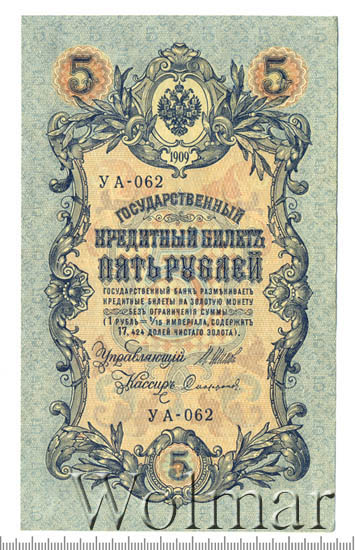 5 5
1909
УА-062
ГОСУДАРСТВЕННЫЙ
КРЕДИТНЫЙ БИЛЕТЪ
ПЯТЬ РУБЛЕЙ
ГОСУДАРСТВЕННЫЙ БАНКЪ РАЗМѢНИВАЕТЪ
КРЕДИТНЫЕ БИЛЕТЫ НА ЗОЛОТУЮ МОНЕТУ
БЕЗЪ ОГРАНИЧЕНІЯ СУММЫ
(1 РУБЛЬ = 1/15 ИМПЕРІАЛА, СОДЕРЖИТЪ
17,424 ДОЛЕЙ ЧИСТАГО ЗОЛОТА).
Управляющій
Кассиръ
УА-062
5
Wolmar